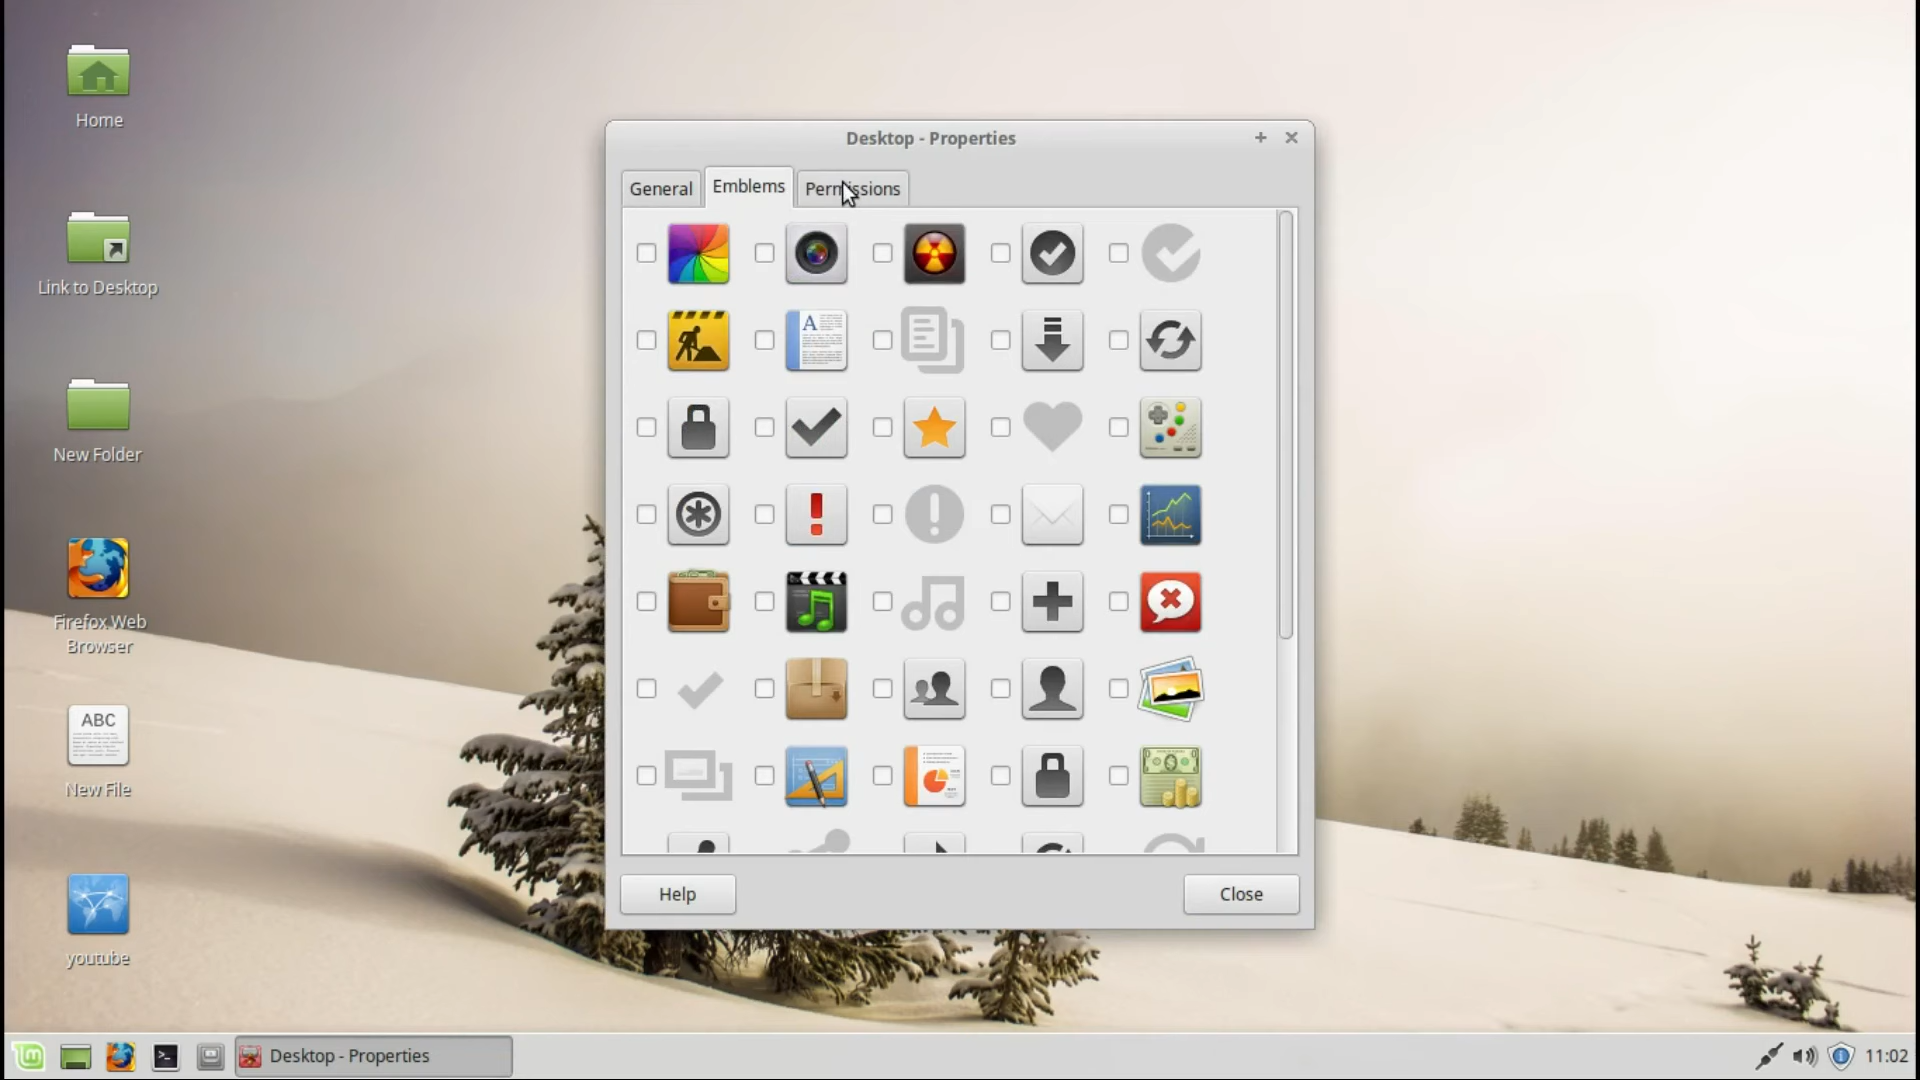 Home
Link to Desktop
New Folder
Firefox Web
Browser
ABC
New File
youtube
Desktop - Properties
General
Emblems
Permissions
A
Help
Close
Desktop - Properties
11:02